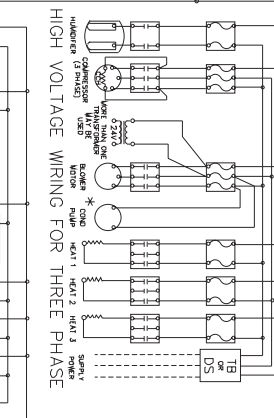 HUMIDIFIER
COMPRESSOR
(3 PHASE)
MORE THAN ONE
TRANSFORMER
MAY BE
USED
24V
BLOWER
MOTOR
*
COND
PUMP
HEAT 1
HEAT 2
HEAT 3
SUPPLY
POWER
TB
OR
DS
HIGH VOLTAGE WIRING FOR THREE PHASE